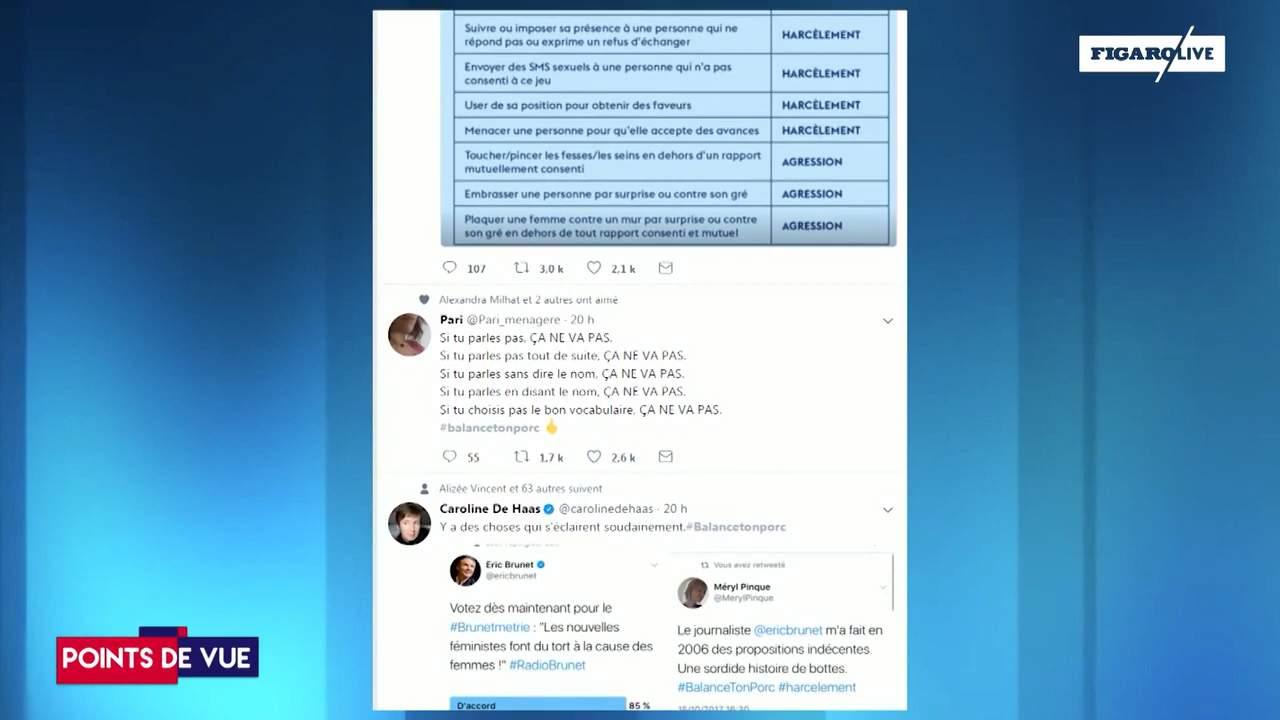 FIGAROLIVE
Suivre ou imposer sa présence à une personne qui ne
répond pas ou exprime un refus d'échanger
HARCÈLEMENT
Envoyer des SMS sexuels à une personne qui n'a pas
consenti à ce jeu
HARCÈLEMENT
User de sa position pour obtenir des faveurs
HARCÈLEMENT
Menacer une personne pour qu'elle accepte des avances
HARCÈLEMENT
Toucher/pincer les fesses/les seins en dehors d'un rapport
mutuellement consenti
AGRESSION
Embrasser une personne par surprise ou contre son gré
AGRESSION
Plaquer une femme contre un mur par surprise ou contre
son gré en dehors de tout rapport consenti et mutuel
AGRESSION
107 3,0 k 2,1 k
Alexandra Milhat et 2 autres ont aimé
Pari @Pari_menagere · 20 h
Si tu parles pas, ÇA NE VA PAS.
Si tu parles pas tout de suite, ÇA NE VA PAS.
Si tu parles sans dire le nom, ÇA NE VA PAS.
Si tu parles en disant le nom, ÇA NE VA PAS.
Si tu choisis pas le bon vocabulaire, ÇA NE VA PAS.
#balancetonporc
55 1,7 k 2,6 k
Alizée Vincent et 63 autres suivent
Caroline De Haas @carolinedehaas · 20 h
Y a des choses qui s'éclairent soudainement.#Balancetonporc
Eric Brunet
@ericbrunet
Votez dès maintenant pour le
#Brunetmetrie : "Les nouvelles
féministes font du tort à la cause des
femmes !" #RadioBrunet
D'accord 85 %
Vous avez retweeté
Méryl Pinque
@MerylPinque
Le journaliste @ericbrunet m'a fait en
2006 des propositions indécentes.
Une sordide histoire de bottes.
#BalanceTonPorc #harcelement
15/10/2017 16:30
POINTS DE VUE